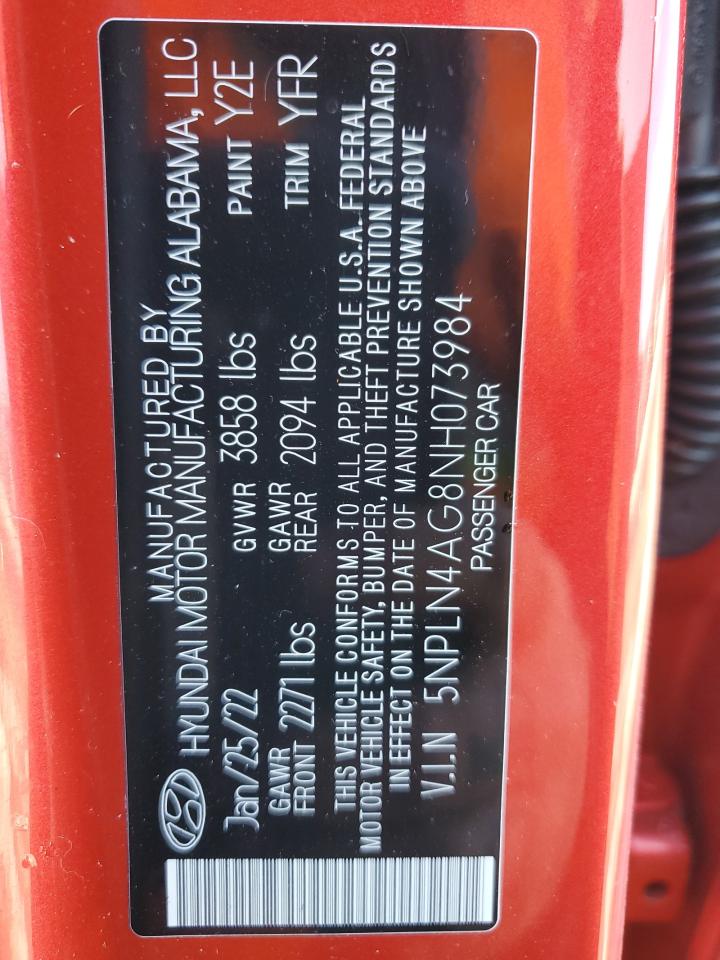 MANUFACTURED BY
HYUNDAI MOTOR MANUFACTURING ALABAMA, LLC
Jan/25/22 GVWR 3858 lbs PAINT Y2E
GAWR FRONT 2271 lbs GAWR REAR 2094 lbs TRIM YFR
THIS VEHICLE CONFORMS TO ALL APPLICABLE U.S.A. FEDERAL
MOTOR VEHICLE SAFETY, BUMPER, AND THEFT PREVENTION STANDARDS
IN EFFECT ON THE DATE OF MANUFACTURE SHOWN ABOVE
V.I.N 5NPLN4AG8NH073984
PASSENGER CAR